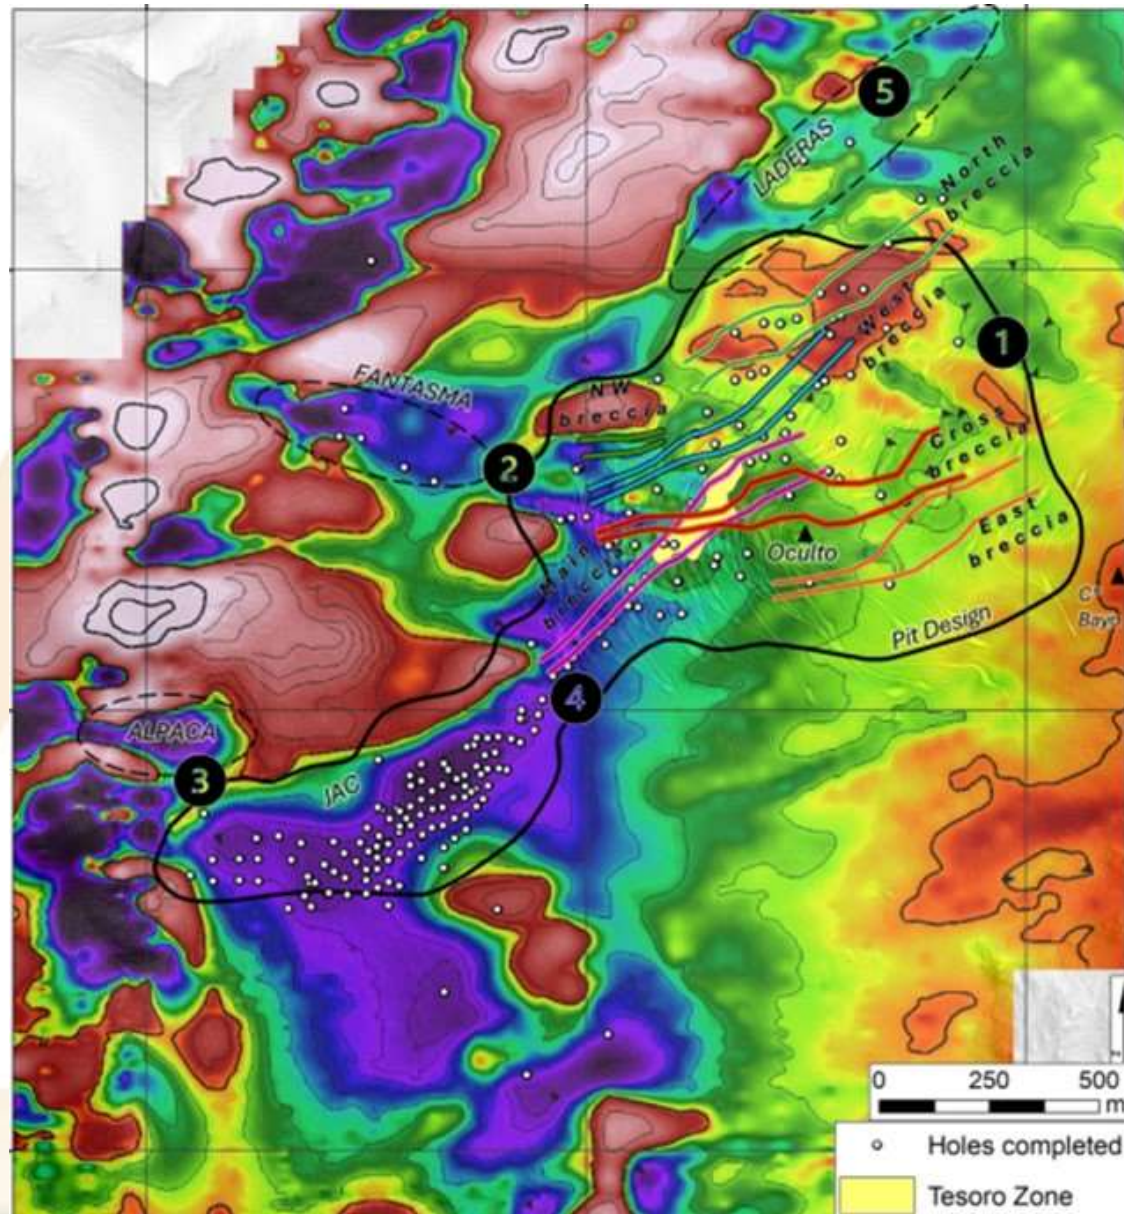 5
LADERAS
North
breccia
West
breccia
1
FANTASMA
NW
breccia
2
Cross
breccia
East
breccia
Oculto
Main
breccia
Pit Design
4
ALPACA
3
JAC
0 250 500
m
Holes completed
Tesoro Zone